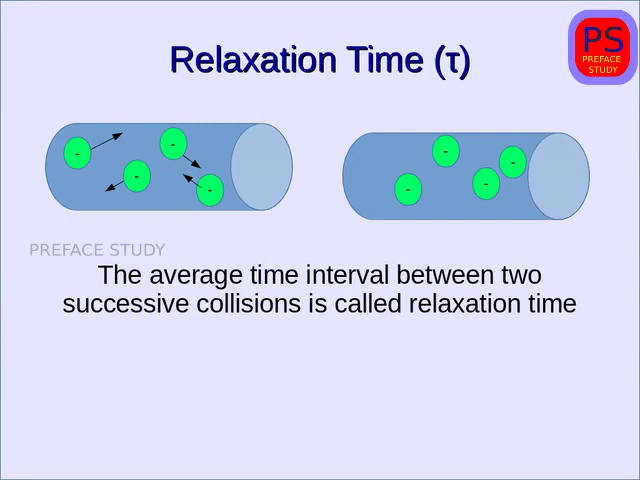 Relaxation Time (τ)
PS
PREFACE
STUDY
- - - -
- - - -
PREFACE STUDY
The average time interval between two
successive collisions is called relaxation time